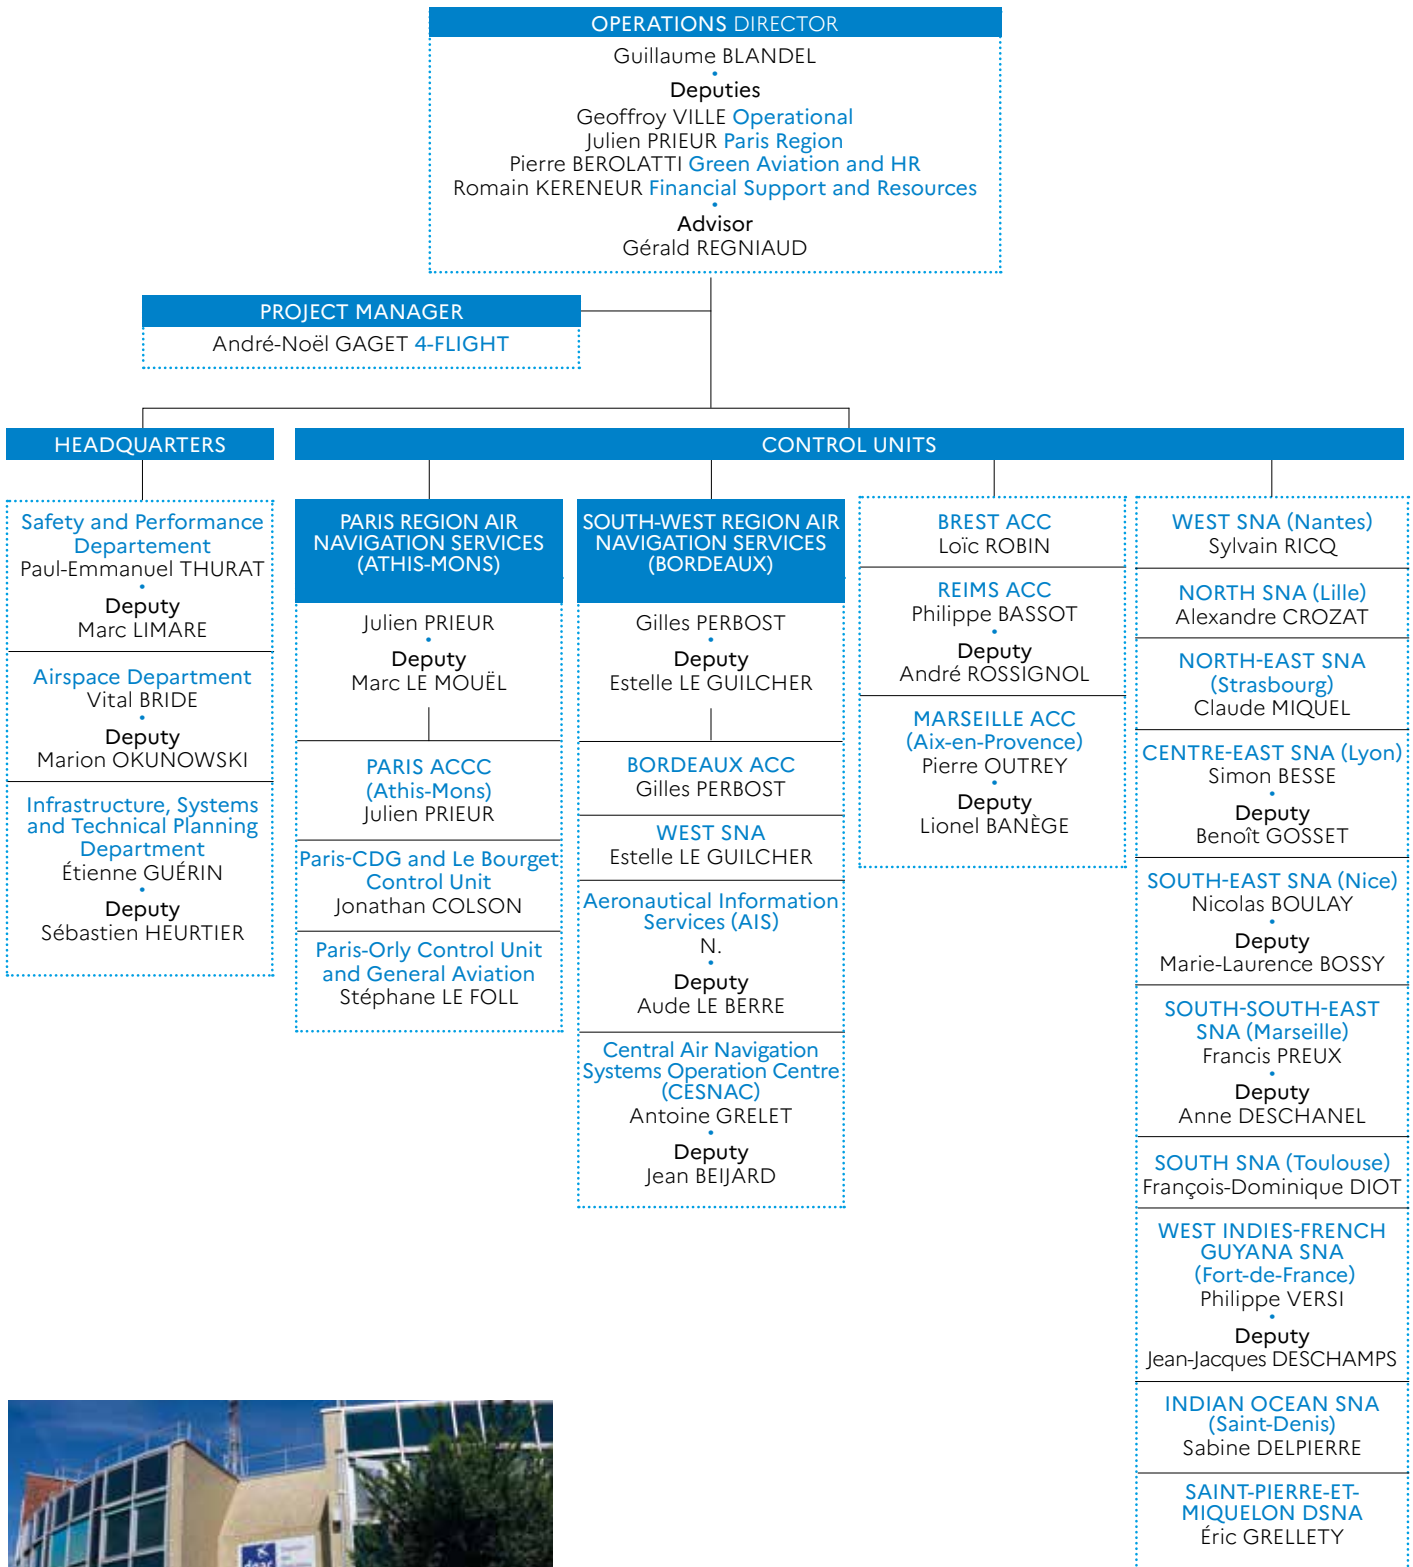 OPERATIONS DIRECTOR
Guillaume BLANDEL
•
Deputies
Geoffroy VILLE Operational
Julien PRIEUR Paris Region
Pierre BEROLATTI Green Aviation and HR
Romain KERENEUR Financial Support and Resources
•
Advisor
Gérald REGNIAUD
PROJECT MANAGER
André-Noël GAGET 4-FLIGHT
HEADQUARTERS
Safety and Performance
Departement
Paul-Emmanuel THURAT
•
Deputy
Marc LIMARE
Airspace Department
Vital BRIDE
•
Deputy
Marion OKUNOWSKI
Infrastructure, Systems
and Technical Planning
Department
Étienne GUÉRIN
•
Deputy
Sébastien HEURTIER
CONTROL UNITS
PARIS REGION AIR
NAVIGATION SERVICES
(ATHIS-MONS)
Julien PRIEUR
•
Deputy
Marc LE MOUËL
PARIS ACCC
(Athis-Mons)
Julien PRIEUR
Paris-CDG and Le Bourget
Control Unit
Jonathan COLSON
Paris-Orly Control Unit
and General Aviation
Stéphane LE FOLL
SOUTH-WEST REGION AIR
NAVIGATION SERVICES
(BORDEAUX)
Gilles PERBOST
•
Deputy
Estelle LE GUILCHER
BORDEAUX ACC
Gilles PERBOST
WEST SNA
Estelle LE GUILCHER
Aeronautical Information
Services (AIS)
N.
•
Deputy
Aude LE BERRE
Central Air Navigation
Systems Operation Centre
(CESNAC)
Antoine GRELET
•
Deputy
Jean BEIJARD
BREST ACC
Loïc ROBIN
REIMS ACC
Philippe BASSOT
•
Deputy
André ROSSIGNOL
MARSEILLE ACC
(Aix-en-Provence)
Pierre OUTREY
•
Deputy
Lionel BANÈGE
WEST SNA (Nantes)
Sylvain RICQ
NORTH SNA (Lille)
Alexandre CROZAT
NORTH-EAST SNA
(Strasbourg)
Claude MIQUEL
CENTRE-EAST SNA (Lyon)
Simon BESSE
•
Deputy
Benoît GOSSET
SOUTH-EAST SNA (Nice)
Nicolas BOULAY
•
Deputy
Marie-Laurence BOSSY
SOUTH-SOUTH-EAST
SNA (Marseille)
Francis PREUX
•
Deputy
Anne DESCHANEL
SOUTH SNA (Toulouse)
François-Dominique DIOT
WEST INDIES-FRENCH
GUYANA SNA
(Fort-de-France)
Philippe VERSI
•
Deputy
Jean-Jacques DESCHAMPS
INDIAN OCEAN SNA
(Saint-Denis)
Sabine DELPIERRE
SAINT-PIERRE-ET-
MIQUELON DSNA
Éric GRELLETY